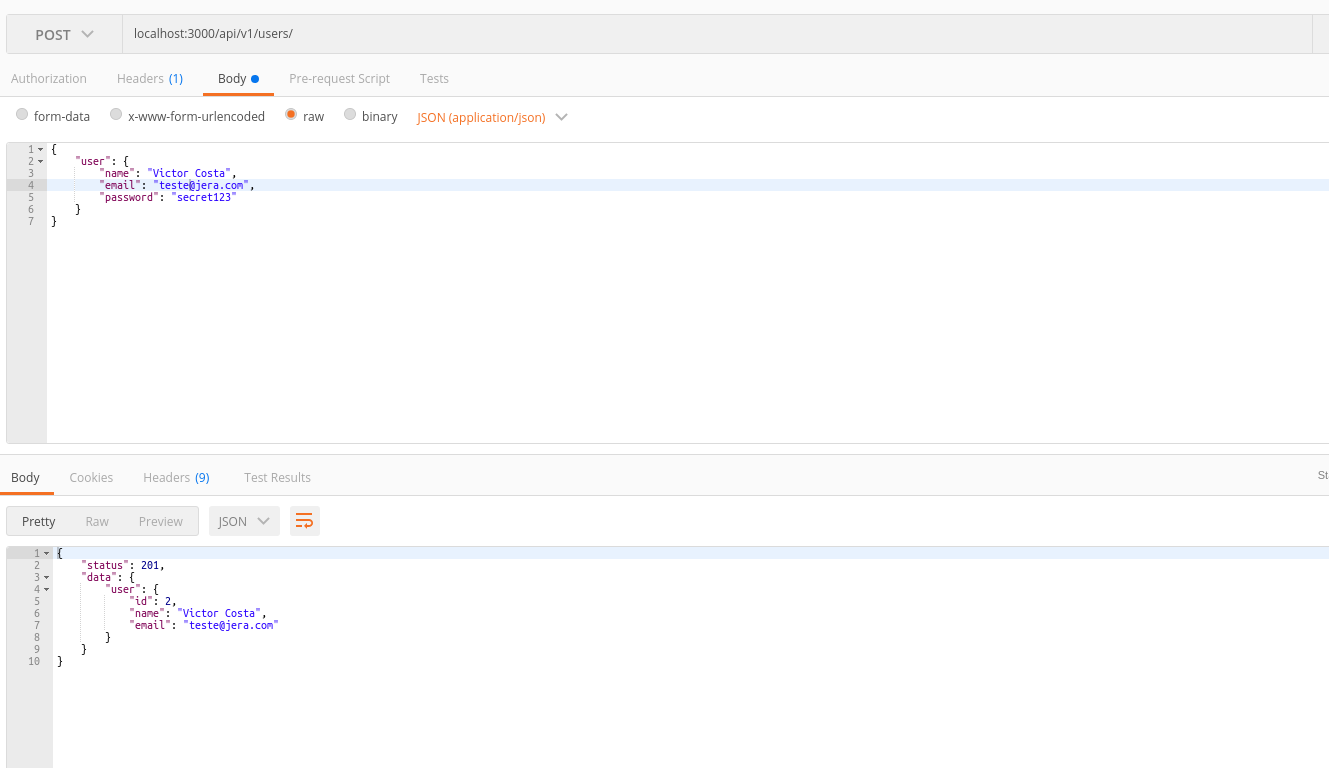 POST localhost:3000/api/v1/users/
Authorization Headers (1) Body Pre-request Script Tests
form-data x-www-form-urlencoded raw binary JSON (application/json)
1 {
2 "user": {
3 "name": "Victor Costa",
4 "email": "teste@jera.com",
5 "password": "secret123"
6 }
7 }
Body Cookies Headers (9) Test Results St
Pretty Raw Preview JSON
1 {
2 "status": 201,
3 "data": {
4 "user": {
5 "id": 2,
6 "name": "Victor Costa",
7 "email": "teste@jera.com"
8 }
9 }
10 }